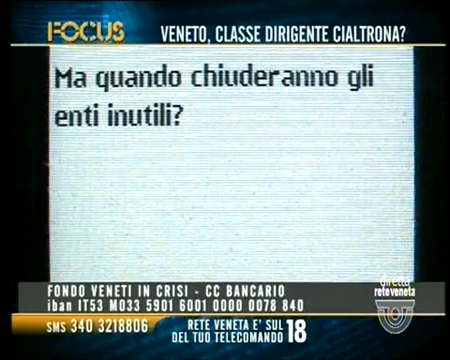 FOCUS
VENETO, CLASSE DIRIGENTE CIALTRONA?
Ma quando chiuderanno gli
enti inutili?
diretta
reteveneta
FONDO VENETI IN CRISI - CC BANCARIO
iban IT53 M033 5901 6001 0000 0078 840
SMS 340 3218806
RETE VENETA E' SUL
DEL TUO TELECOMANDO 18